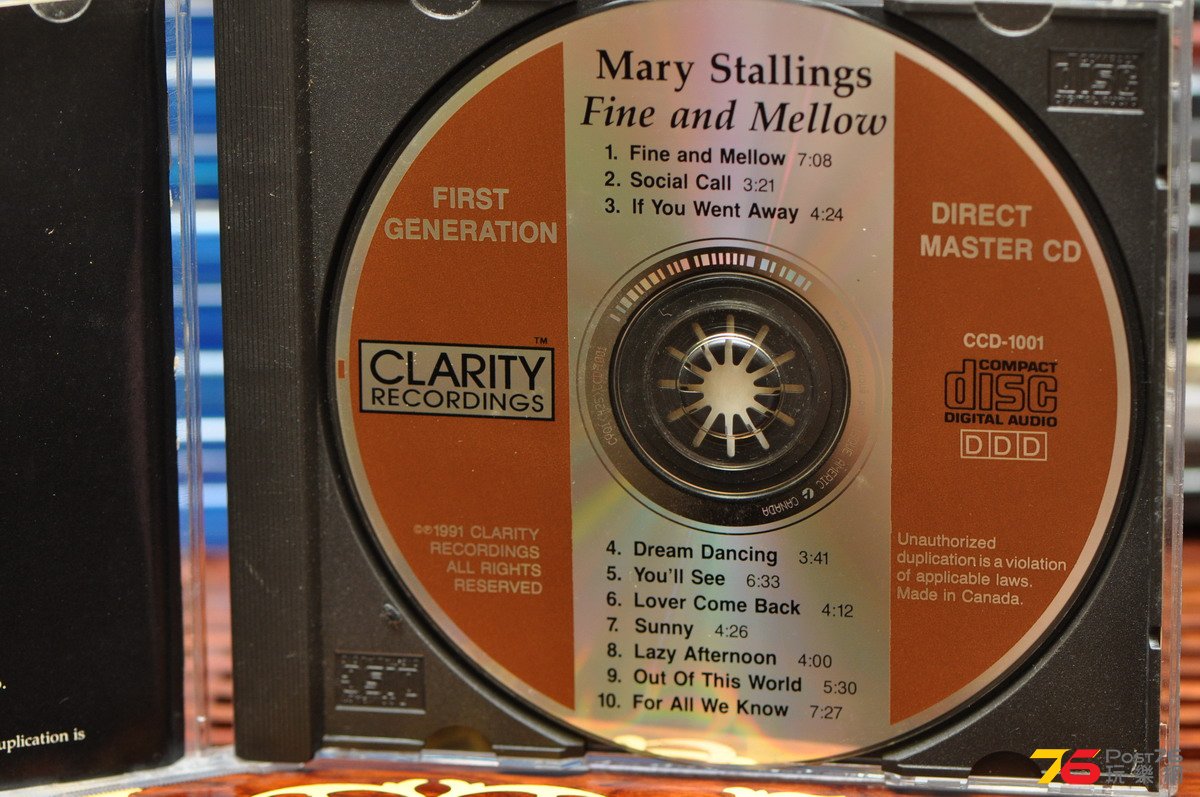 Mary Stallings
Fine and Mellow
1. Fine and Mellow 7:08
2. Social Call 3:21
3. If You Went Away 4:24
FIRST
GENERATION
DIRECT
MASTER CD
CLARITY™
RECORDINGS
CCD-1001
COMPACT
disc
DIGITAL AUDIO
DDD
CANADA
©℗1991 CLARITY
RECORDINGS
ALL RIGHTS
RESERVED
4. Dream Dancing 3:41
5. You'll See 6:33
6. Lover Come Back 4:12
7. Sunny 4:26
8. Lazy Afternoon 4:00
9. Out Of This World 5:30
10. For All We Know 7:27
Unauthorized
duplication is a violation
of applicable laws.
Made in Canada.
uplication is
76 Post76